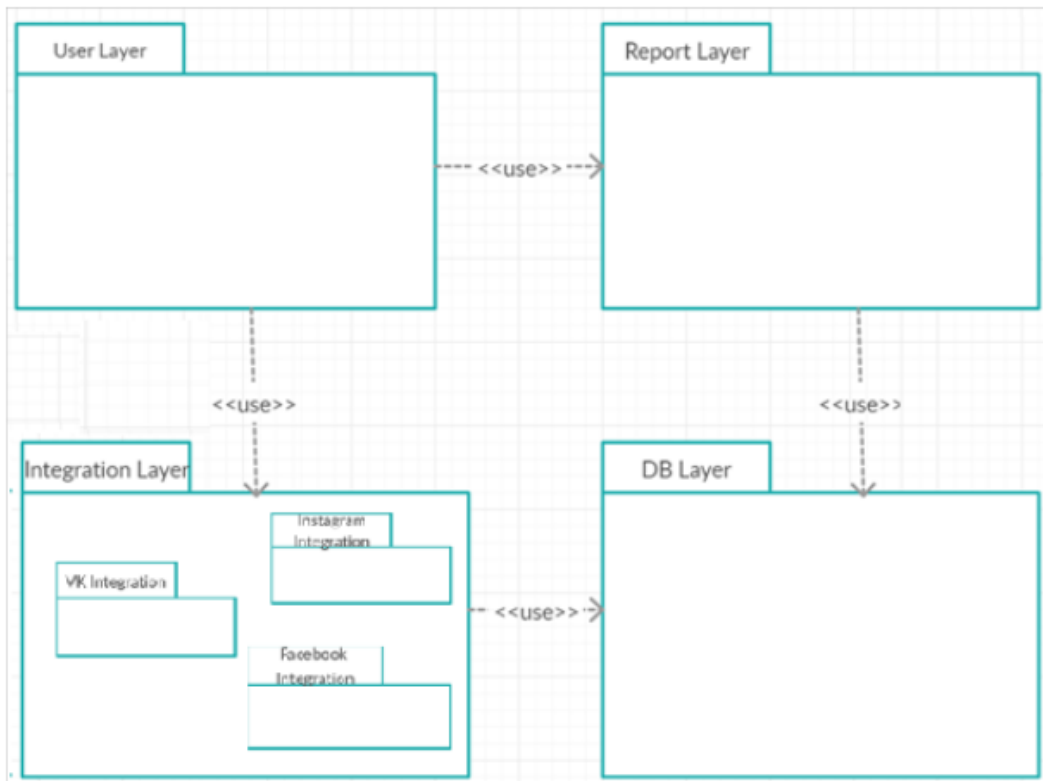 User Layer
Report Layer
<<use>>
<<use>>
<<use>>
Integration Layer
DB Layer
Instagram
Integration
VK Integration
<<use>>
Facebook
Integration